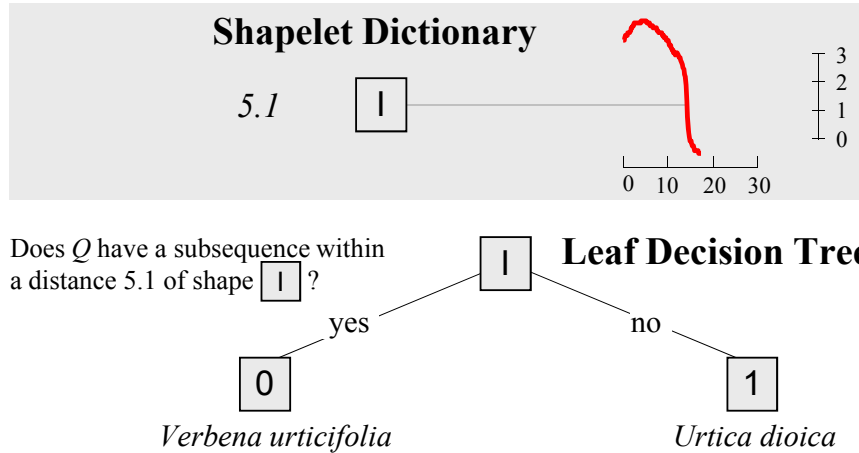 Shapelet Dictionary
5.1
I
3
2
1
0
0 10 20 30
Does Q have a subsequence within
a distance 5.1 of shape I ?
I
Leaf Decision Tree
yes
no
0
1
Verbena urticifolia
Urtica dioica